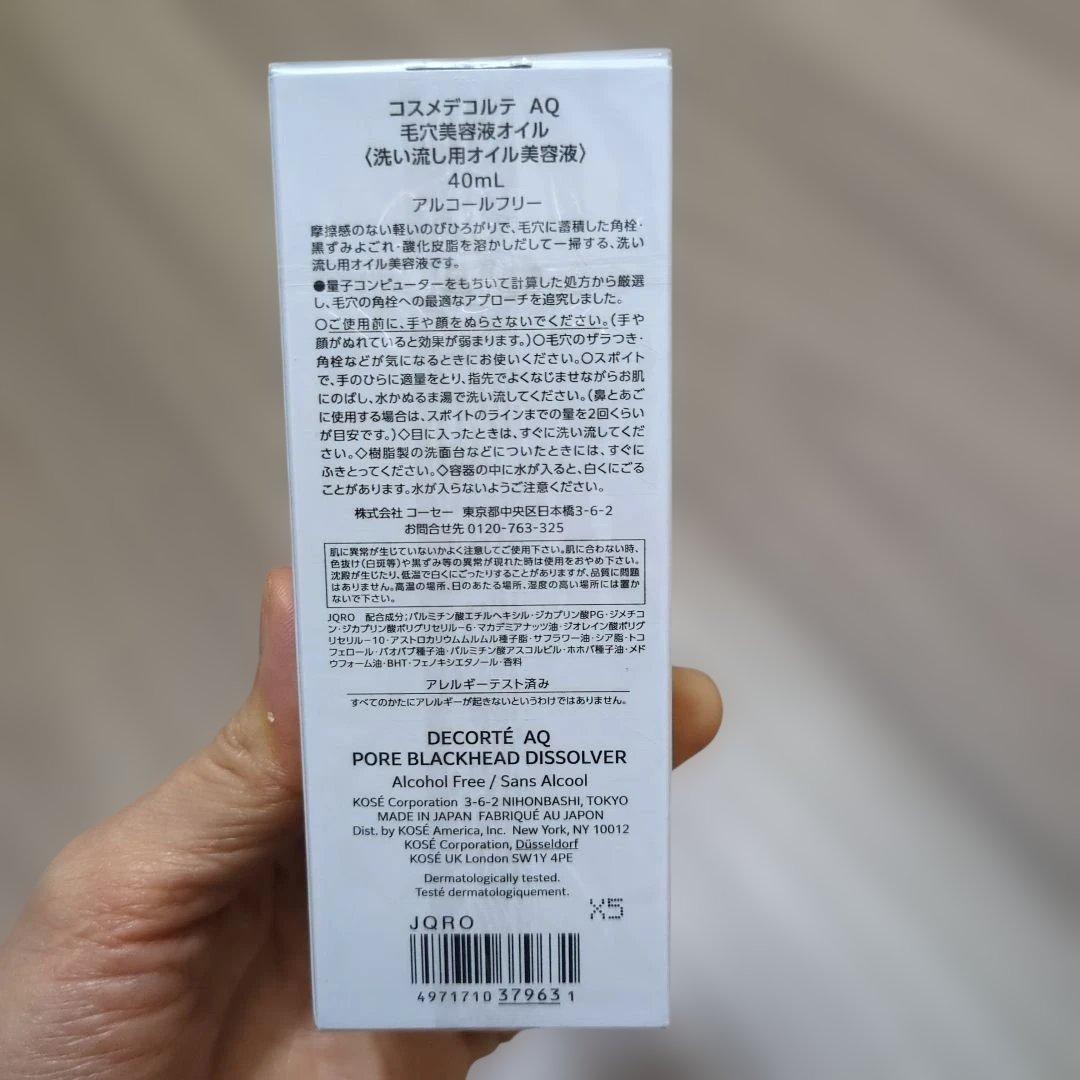 コスメデコルテ AQ
毛穴美容液オイル
〈洗い流し用オイル美容液〉
40mL
アルコールフリー
摩擦感のない軽いのびひろがりで、毛穴に蓄積した角栓・
黒ずみよごれ・酸化皮脂を溶かしだして一掃する、洗い
流し用オイル美容液です。
●量子コンピューターをもちいて計算した処方から厳選
し、毛穴の角栓への最適なアプローチを追究しました。
○ご使用前に、手や顔をぬらさないでください。(手や
顔がぬれていると効果が弱まります。)○毛穴のザラつき・
角栓などが気になるときにお使いください。○スポイト
で、手のひらに適量をとり、指先でよくなじませながらお肌
にのばし、水かぬるま湯で洗い流してください。(鼻とあご
に使用する場合は、スポイトのラインまでの量を2回くらい
が目安です。)◇目に入ったときは、すぐに洗い流してくだ
さい。◇樹脂製の洗面台などについたときには、すぐに
ふきとってください。◇容器の中に水が入ると、白くにごる
ことがあります。水が入らないようご注意ください。
株式会社 コーセー 東京都中央区日本橋3-6-2
お問合せ先 0120-763-325
肌に異常が生じていないかよく注意してご使用下さい。肌に合わない時、
色抜け(白斑等)や黒ずみ等の異常が現れた時は使用をおやめ下さい。
沈殿が生じたり、低温で白くにごったりすることがありますが、品質に問題
はありません。高温の場所、日のあたる場所、湿度の高い場所には置か
ないで下さい。
JQRO 配合成分;パルミチン酸エチルヘキシル・ジカプリン酸PG・ジメチコ
ン・ジカプリン酸ポリグリセリル-6・マカデミアナッツ油・ジオレイン酸ポリグ
リセリル-10・アストロカリウムムルムル種子脂・サフラワー油・シア脂・トコ
フェロール・バオバブ種子油・パルミチン酸アスコルビル・ホホバ種子油・メド
ウフォーム油・BHT・フェノキシエタノール・香料
アレルギーテスト済み
すべてのかたにアレルギーが起きないというわけではありません。
DECORTÉ AQ
PORE BLACKHEAD DISSOLVER
Alcohol Free / Sans Alcool
KOSÉ Corporation 3-6-2 NIHONBASHI, TOKYO
MADE IN JAPAN FABRIQUÉ AU JAPON
Dist. by KOSÉ America, Inc. New York, NY 10012
KOSÉ Corporation, Düsseldorf
KOSÉ UK London SW1Y 4PE
Dermatologically tested.
Testé dermatologiquement.
X5
JQRO
4971710 37963 1